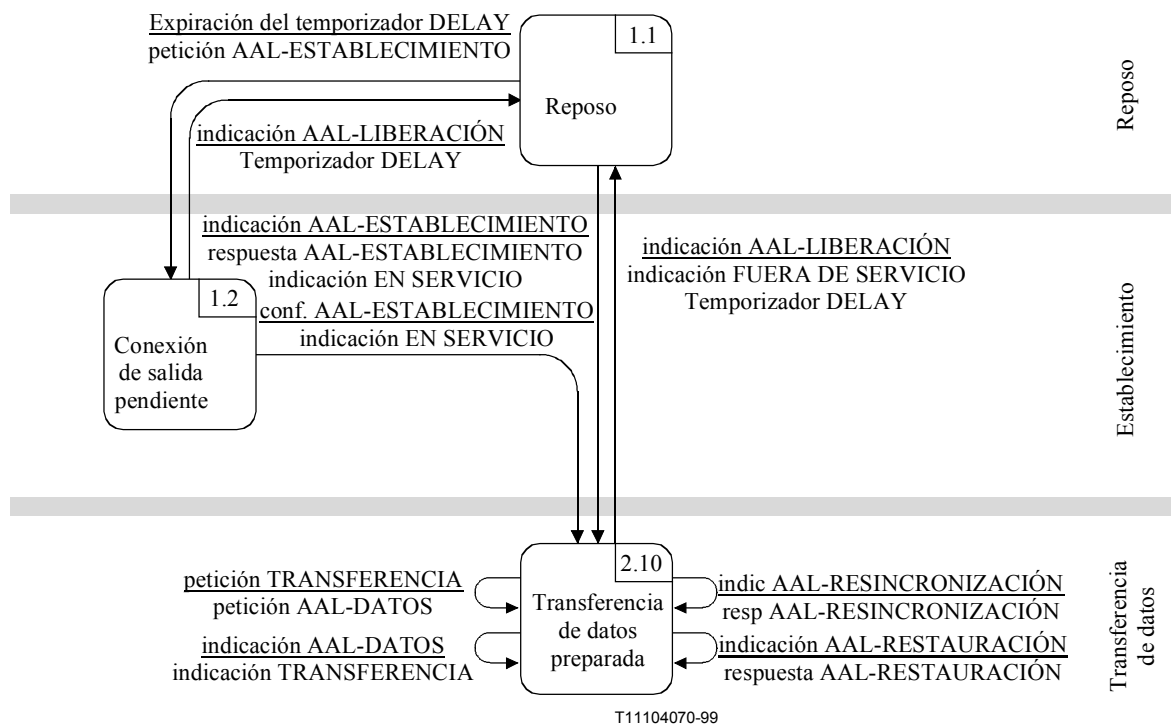 Expiración del temporizador DELAY
petición AAL-ESTABLECIMIENTO
1.1
Reposo
Reposo
indicación AAL-LIBERACIÓN
Temporizador DELAY
indicación AAL-ESTABLECIMIENTO
respuesta AAL-ESTABLECIMIENTO
indicación EN SERVICIO
indicación AAL-LIBERACIÓN
indicación FUERA DE SERVICIO
Temporizador DELAY
1.2
Conexión
de salida
pendiente
conf. AAL-ESTABLECIMIENTO
indicación EN SERVICIO
Establecimiento
petición TRANSFERENCIA
petición AAL-DATOS
indicación AAL-DATOS
indicación TRANSFERENCIA
2.10
Transferencia
de datos
preparada
indic AAL-RESINCRONIZACIÓN
resp AAL-RESINCRONIZACIÓN
indicación AAL-RESTAURACIÓN
respuesta AAL-RESTAURACIÓN
Transferencia
de datos
T11104070-99